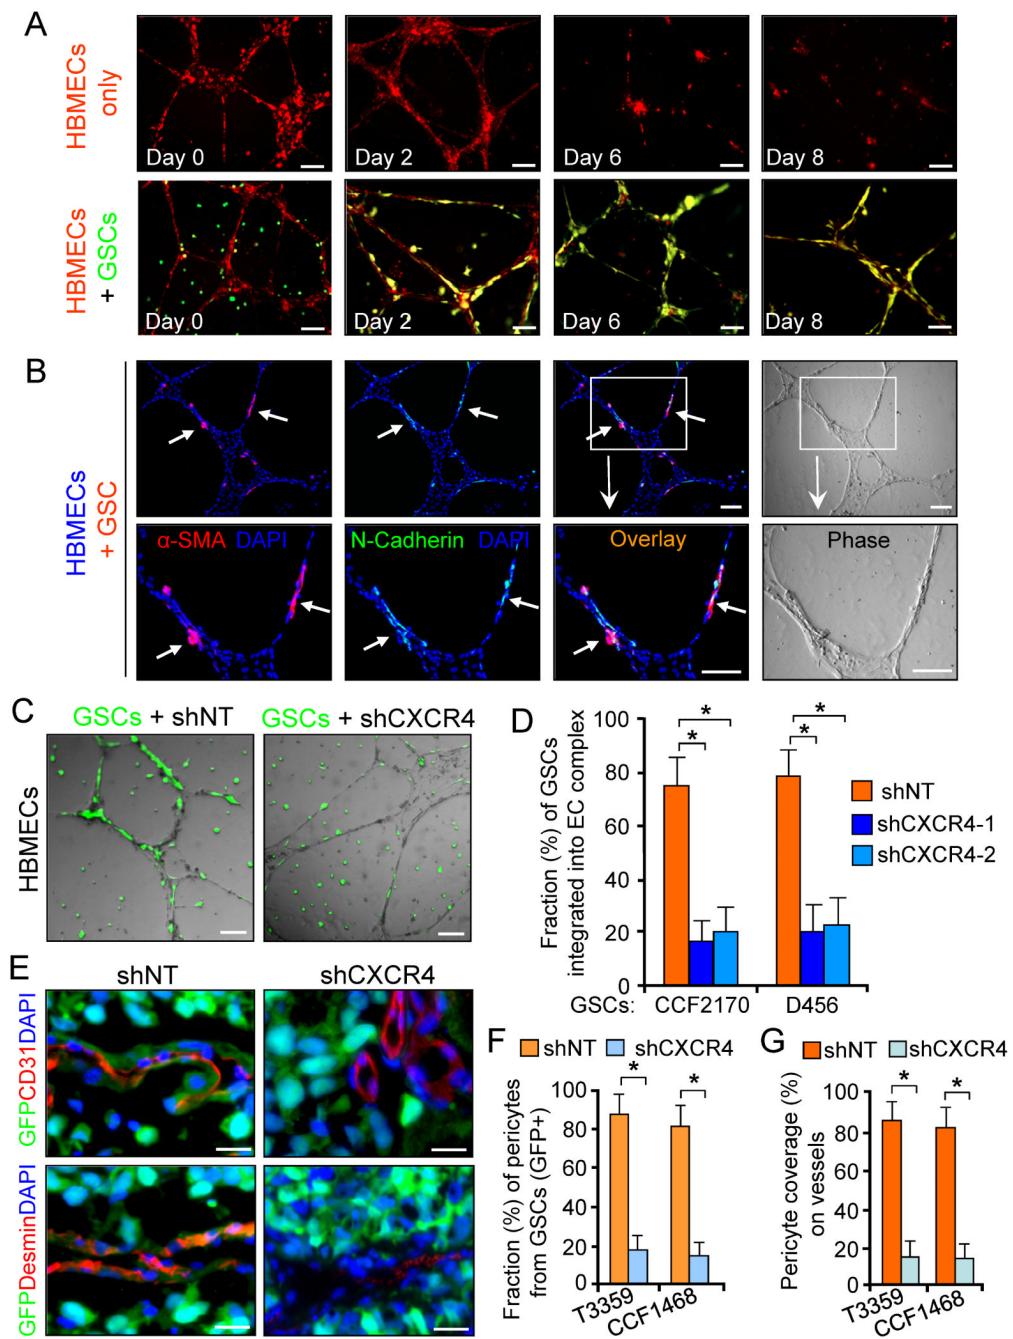 A
HBMECs
only
Day 0
Day 2
Day 6
Day 8
HBMECs
+ GSCs
Day 0
Day 2
Day 6
Day 8
B
HBMECs
+ GSC
α-SMA DAPI
N-Cadherin DAPI
Overlay
Phase
C
GSCs + shNT
GSCs + shCXCR4
HBMECs
D
Fraction (%) of GSCs
integrated into EC complex
100
80
60
40
20
0
* * * *
shNT
shCXCR4-1
shCXCR4-2
GSCs: CCF2170 D456
E
shNT
shCXCR4
GFPCD31DAPI
GFPDesminDAPI
F
shNT shCXCR4
Fraction (%) of pericytes
from GSCs (GFP+)
100
80
60
40
20
0
* *
T3359
CCF1468
G
shNT shCXCR4
Pericyte coverage (%)
on vessels
100
80
60
40
20
0
* *
T3359
CCF1468